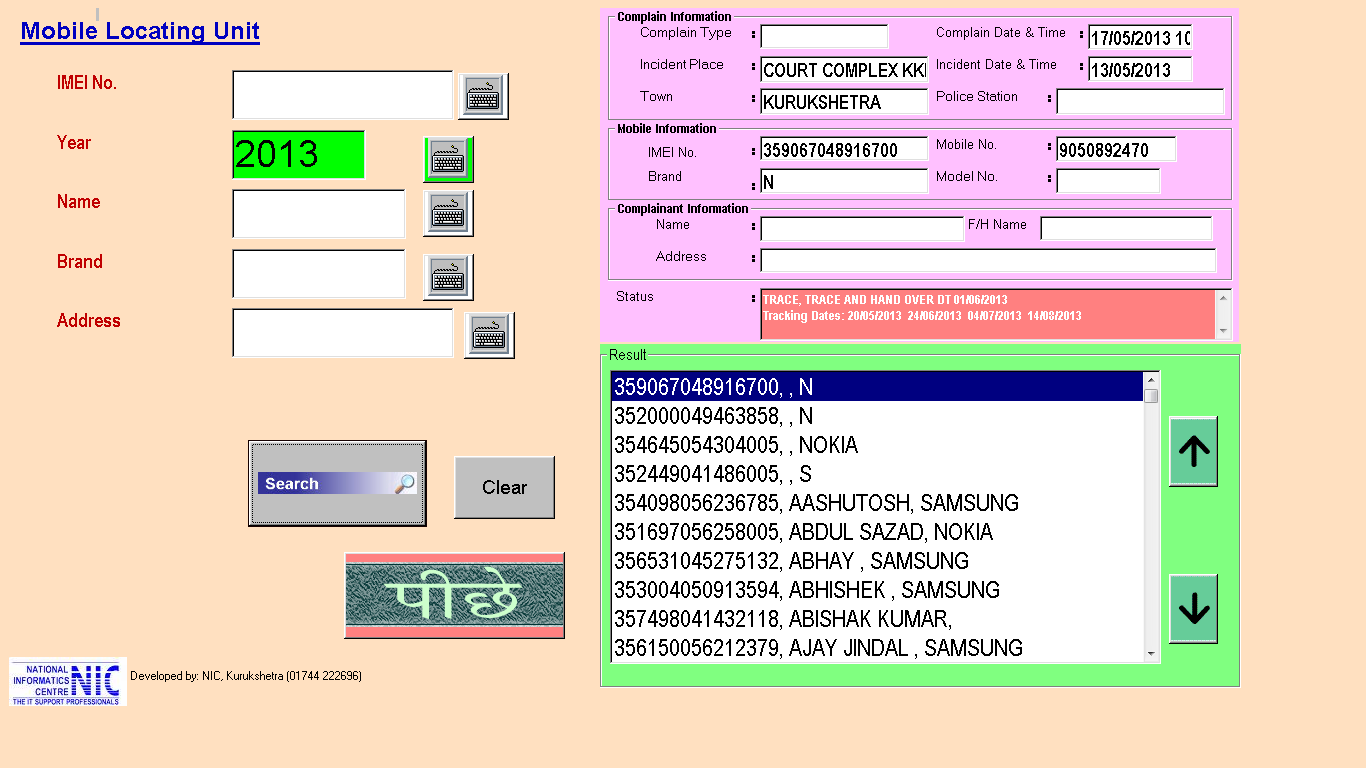 Mobile Locating Unit
IMEI No.
Year
2013
Name
Brand
Address
Search
Clear
पीछे
NATIONAL
INFORMATICS
CENTRE
NIC
THE IT SUPPORT PROFESSIONALS
Developed by: NIC, Kurukshetra (01744 222696)
Complain Information
Complain Type :
Complain Date & Time : 17/05/2013 10
Incident Place : COURT COMPLEX KK
Incident Date & Time : 13/05/2013
Town : KURUKSHETRA
Police Station :
Mobile Information
IMEI No. : 359067048916700
Mobile No. : 9050892470
Brand : N
Model No. :
Complainant Information
Name :
F/H Name
Address :
Status : TRACE, TRACE AND HAND OVER DT 01/06/2013
Tracking Dates: 20/05/2013 24/06/2013 04/07/2013 14/08/2013
Result
359067048916700, , N
352000049463858, , N
354645054304005, , NOKIA
352449041486005, , S
354098056236785, AASHUTOSH, SAMSUNG
351697056258005, ABDUL SAZAD, NOKIA
356531045275132, ABHAY , SAMSUNG
353004050913594, ABHISHEK , SAMSUNG
357498041432118, ABISHAK KUMAR,
356150056212379, AJAY JINDAL , SAMSUNG